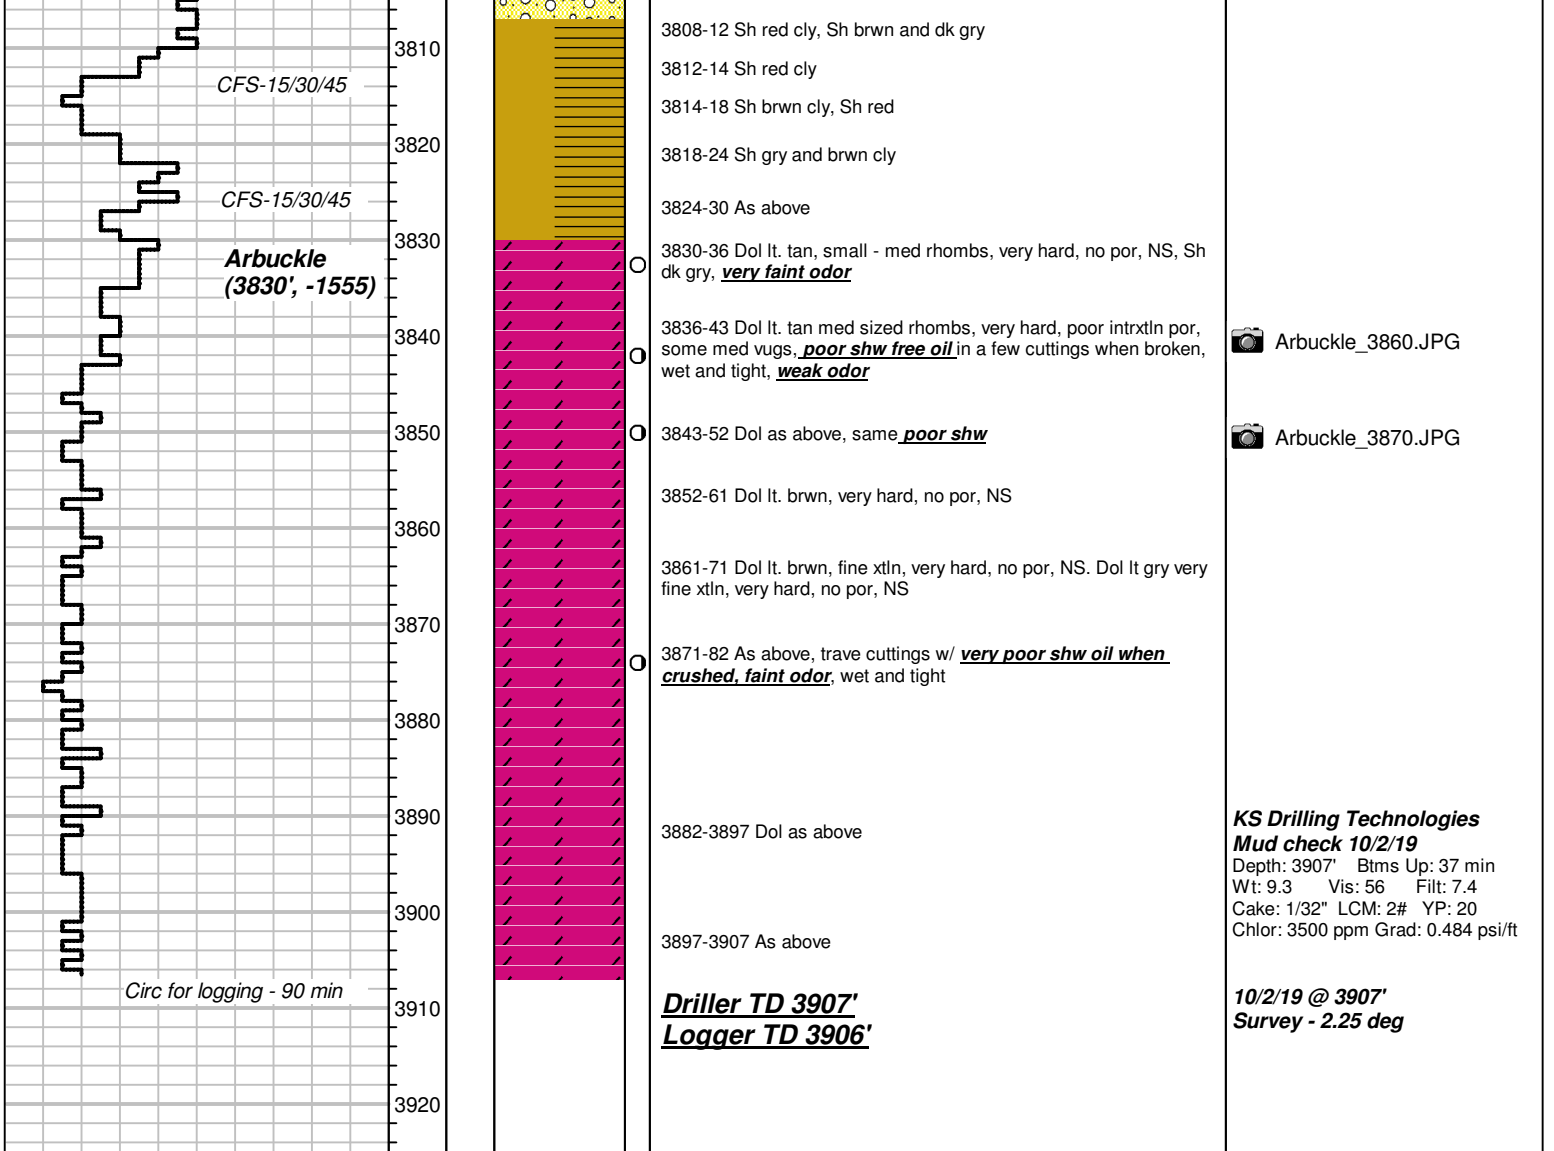 3808-12 Sh red cly, Sh brwn and dk gry
3810
3812-14 Sh red cly
CFS-15/30/45
3814-18 Sh brwn cly, Sh red
3820
3818-24 Sh gry and brwn cly
CFS-15/30/45
3824-30 As above
3830
Arbuckle
(3830', -1555)
3830-36 Dol lt. tan, small - med rhombs, very hard, no por, NS, Sh
dk gry, very faint odor
3836-43 Dol lt. tan med sized rhombs, very hard, poor intrxtln por,
some med vugs, poor shw free oil in a few cuttings when broken,
wet and tight, weak odor
3840
Arbuckle_3860.JPG
3850
3843-52 Dol as above, same poor shw
Arbuckle_3870.JPG
3852-61 Dol lt. brwn, very hard, no por, NS
3860
3861-71 Dol lt. brwn, fine xtln, very hard, no por, NS. Dol lt gry very
fine xtln, very hard, no por, NS
3870
3871-82 As above, trave cuttings w/ very poor shw oil when
crushed, faint odor, wet and tight
3880
3890
3882-3897 Dol as above
KS Drilling Technologies
Mud check 10/2/19
Depth: 3907' Btms Up: 37 min
Wt: 9.3 Vis: 56 Filt: 7.4
Cake: 1/32" LCM: 2# YP: 20
Chlor: 3500 ppm Grad: 0.484 psi/ft
3900
3897-3907 As above
Circ for logging - 90 min
3910
Driller TD 3907'
Logger TD 3906'
10/2/19 @ 3907'
Survey - 2.25 deg
3920